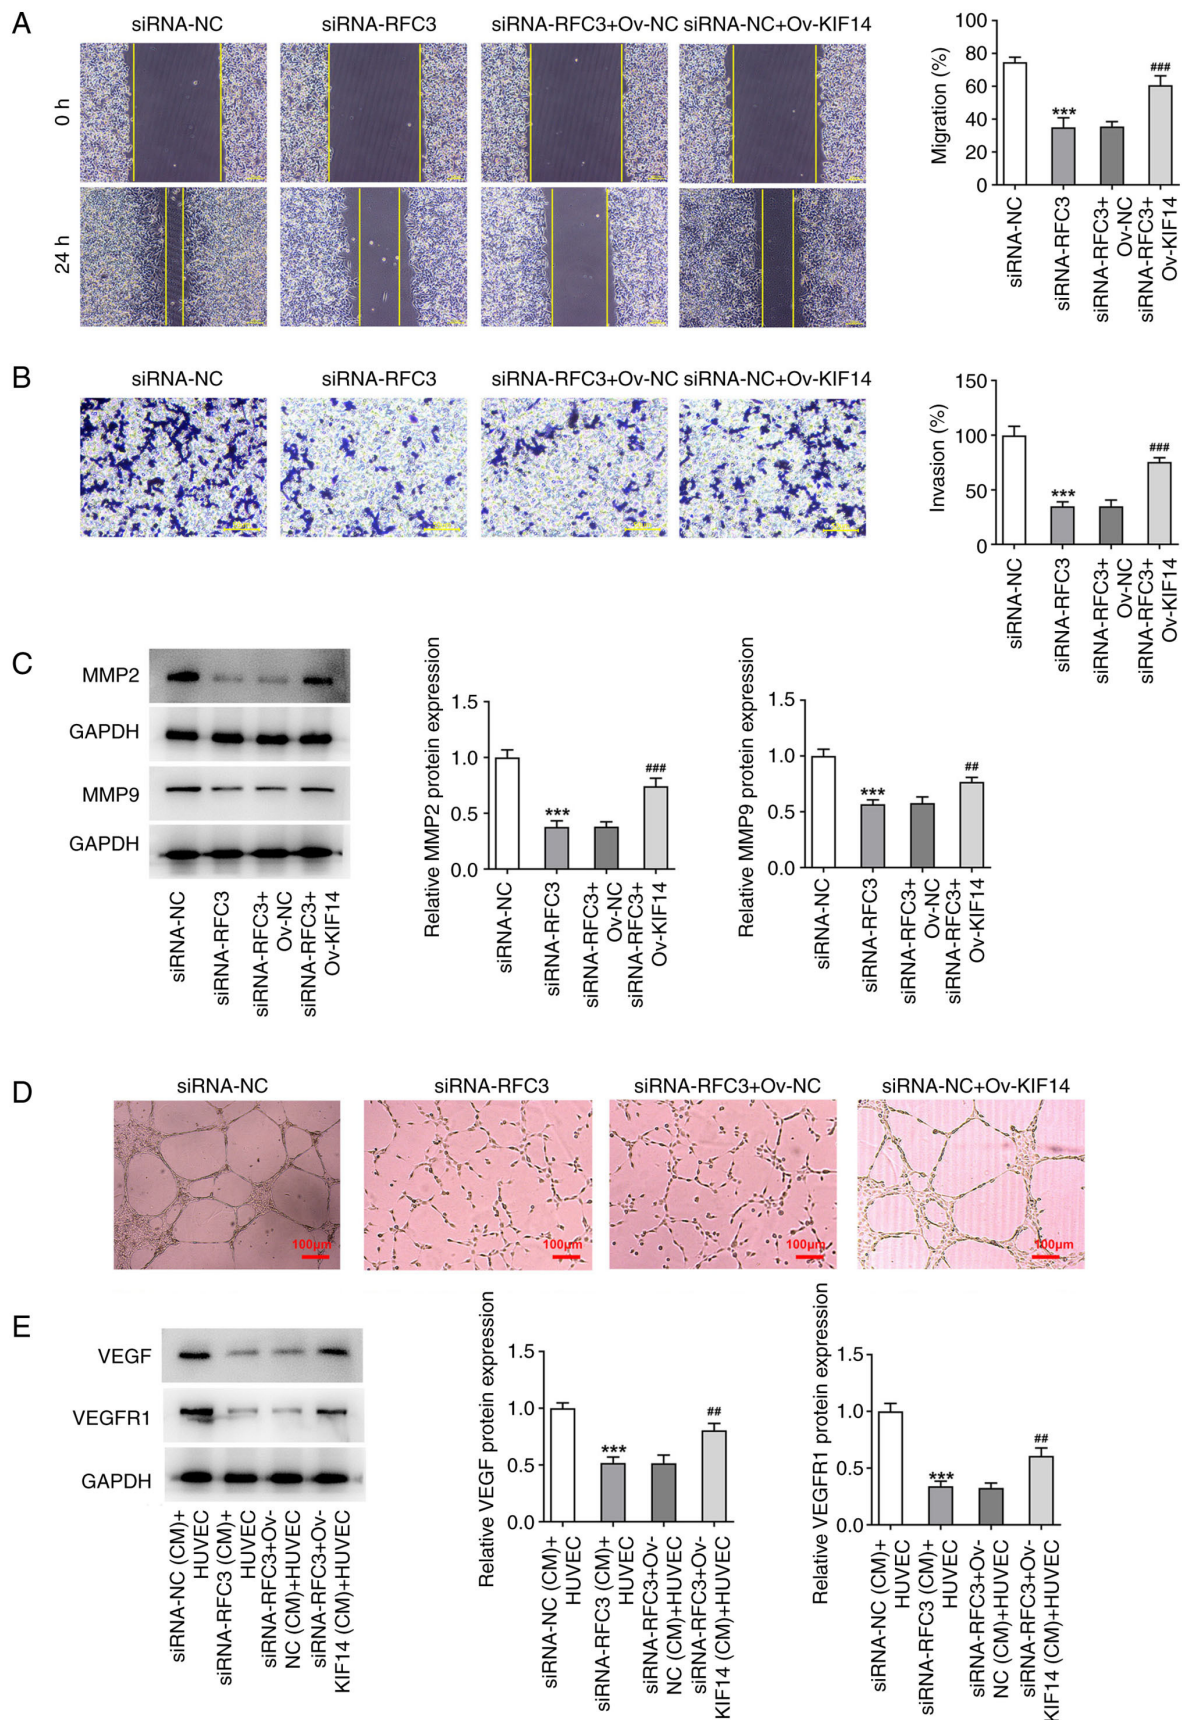 A
siRNA-NC
siRNA-RFC3
siRNA-RFC3+Ov-NC
siRNA-NC+Ov-KIF14
0 h
24 h
Migration (%)
100
80
60
40
20
0
***
###
siRNA-NC
siRNA-RFC3
siRNA-RFC3+
Ov-NC
siRNA-RFC3+
Ov-KIF14
B
siRNA-NC
siRNA-RFC3
siRNA-RFC3+Ov-NC
siRNA-NC+Ov-KIF14
Invasion (%)
150
100
50
0
***
###
siRNA-NC
siRNA-RFC3
siRNA-RFC3+
Ov-NC
siRNA-RFC3+
Ov-KIF14
C
MMP2
GAPDH
MMP9
GAPDH
siRNA-NC
siRNA-RFC3
siRNA-RFC3+
Ov-NC
siRNA-RFC3+
Ov-KIF14
Relative MMP2 protein expression
1.5
1.0
0.5
0.0
***
###
siRNA-NC
siRNA-RFC3
siRNA-RFC3+
Ov-NC
siRNA-RFC3+
Ov-KIF14
Relative MMP9 protein expression
1.5
1.0
0.5
0.0
***
##
siRNA-NC
siRNA-RFC3
siRNA-RFC3+
Ov-NC
siRNA-RFC3+
Ov-KIF14
D
siRNA-NC
siRNA-RFC3
siRNA-RFC3+Ov-NC
siRNA-NC+Ov-KIF14
100μm
100μm
100μm
100μm
E
VEGF
VEGFR1
GAPDH
siRNA-NC (CM)+
HUVEC
siRNA-RFC3 (CM)+
HUVEC
siRNA-RFC3+Ov-
NC (CM)+HUVEC
siRNA-RFC3+Ov-
KIF14 (CM)+HUVEC
Relative VEGF protein expression
1.5
1.0
0.5
0.0
***
##
siRNA-NC (CM)+
HUVEC
siRNA-RFC3 (CM)+
HUVEC
siRNA-RFC3+Ov-
NC (CM)+HUVEC
siRNA-RFC3+Ov-
KIF14 (CM)+HUVEC
Relative VEGFR1 protein expression
1.5
1.0
0.5
0.0
***
##
siRNA-NC (CM)+
HUVEC
siRNA-RFC3 (CM)+
HUVEC
siRNA-RFC3+Ov-
NC (CM)+HUVEC
siRNA-RFC3+Ov-
KIF14 (CM)+HUVEC